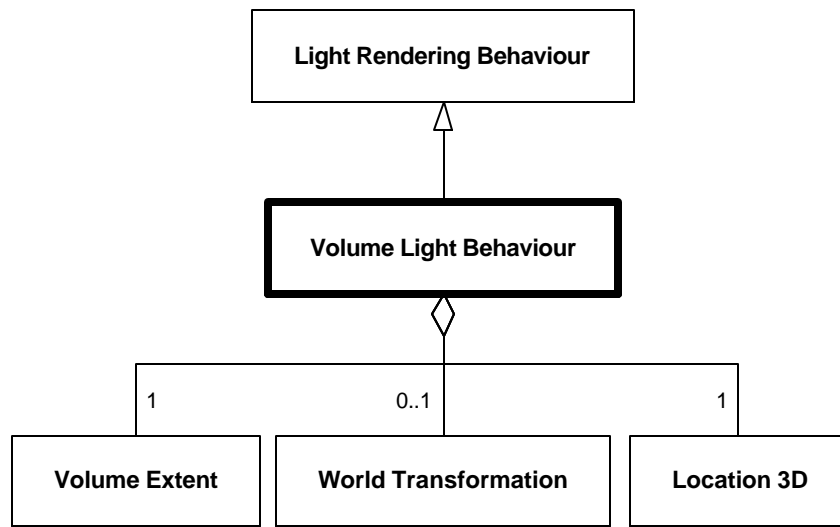 Light Rendering Behaviour
Volume Light Behaviour
1
0..1
1
Volume Extent
World Transformation
Location 3D